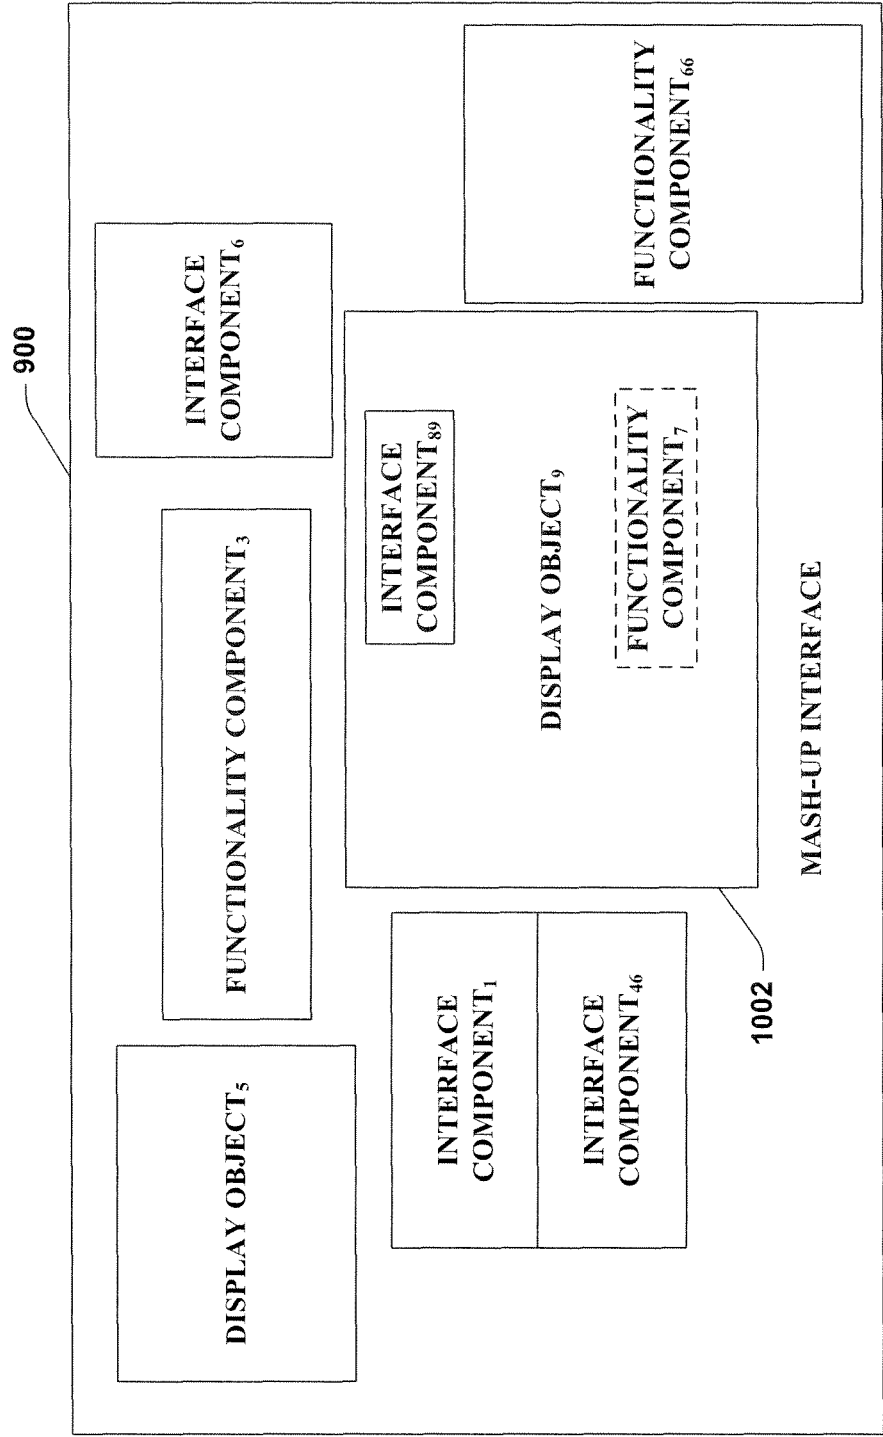 900
DISPLAY OBJECT₅
FUNCTIONALITY COMPONENT₃
INTERFACE
COMPONENT₆
INTERFACE
COMPONENT₁
INTERFACE
COMPONENT₄₆
INTERFACE
COMPONENT₈₉
DISPLAY OBJECT₉
FUNCTIONALITY
COMPONENT₇
FUNCTIONALITY
COMPONENT₆₆
1002
MASH-UP INTERFACE